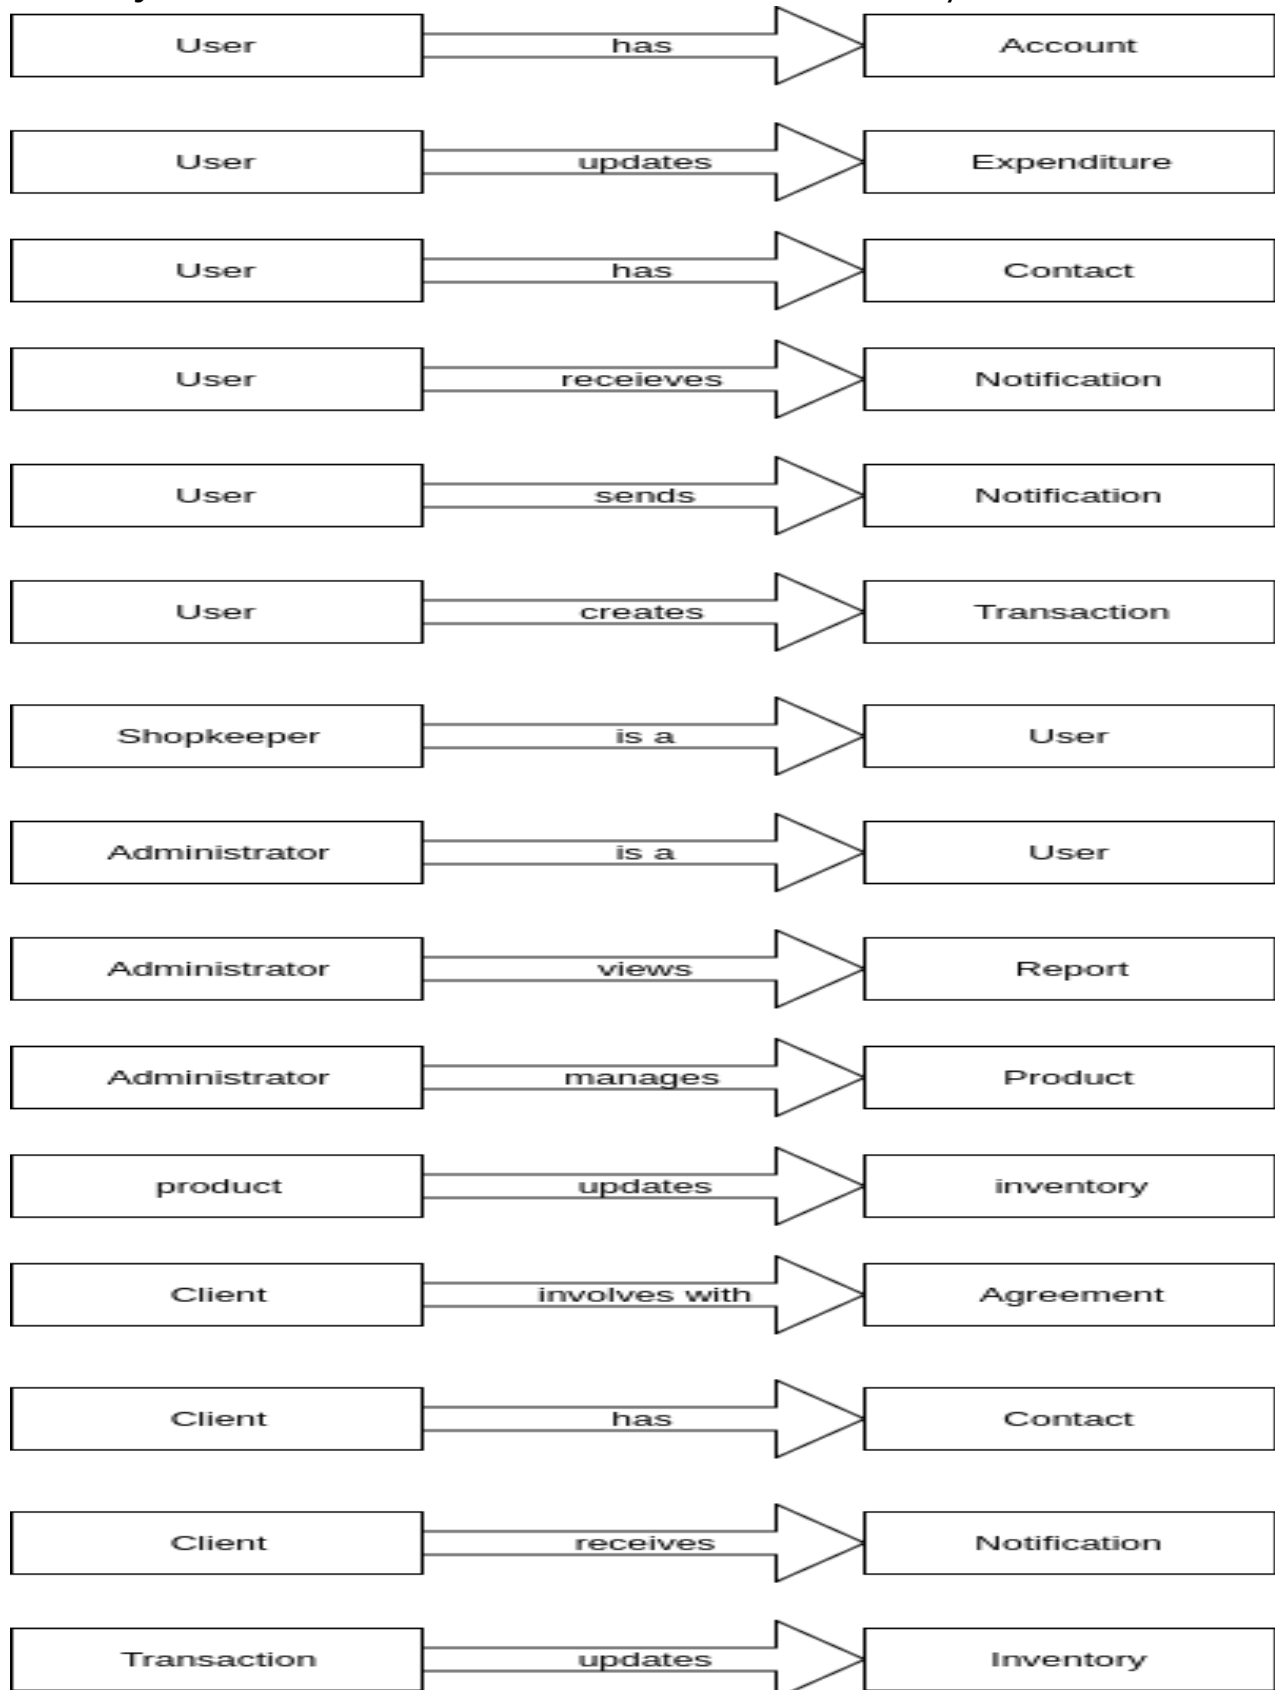 User has Account
User updates Expenditure
User has Contact
User receieves Notification
User sends Notification
User creates Transaction
Shopkeeper is a User
Administrator is a User
Administrator views Report
Administrator manages Product
product updates inventory
Client involves with Agreement
Client has Contact
Client receives Notification
Transaction updates Inventory